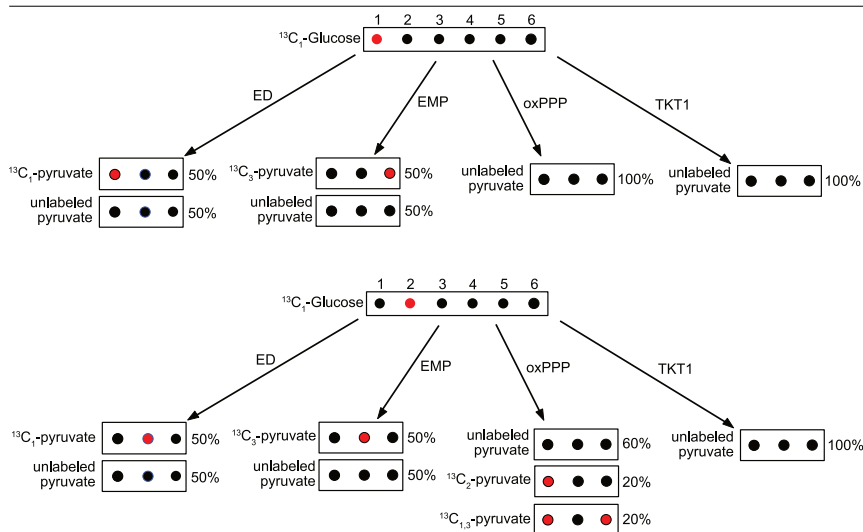 1 2 3 4 5 6
¹³C₁-Glucose
ED
EMP
oxPPP
TKT1
¹³C₁-pyruvate 50%
unlabeled pyruvate 50%
¹³C₃-pyruvate 50%
unlabeled pyruvate 50%
unlabeled pyruvate 100%
unlabeled pyruvate 100%
1 2 3 4 5 6
¹³C₁-Glucose
ED
EMP
oxPPP
TKT1
¹³C₁-pyruvate 50%
unlabeled pyruvate 50%
¹³C₃-pyruvate 50%
unlabeled pyruvate 50%
unlabeled pyruvate 60%
¹³C₂-pyruvate 20%
¹³C₁,₃-pyruvate 20%
unlabeled pyruvate 100%